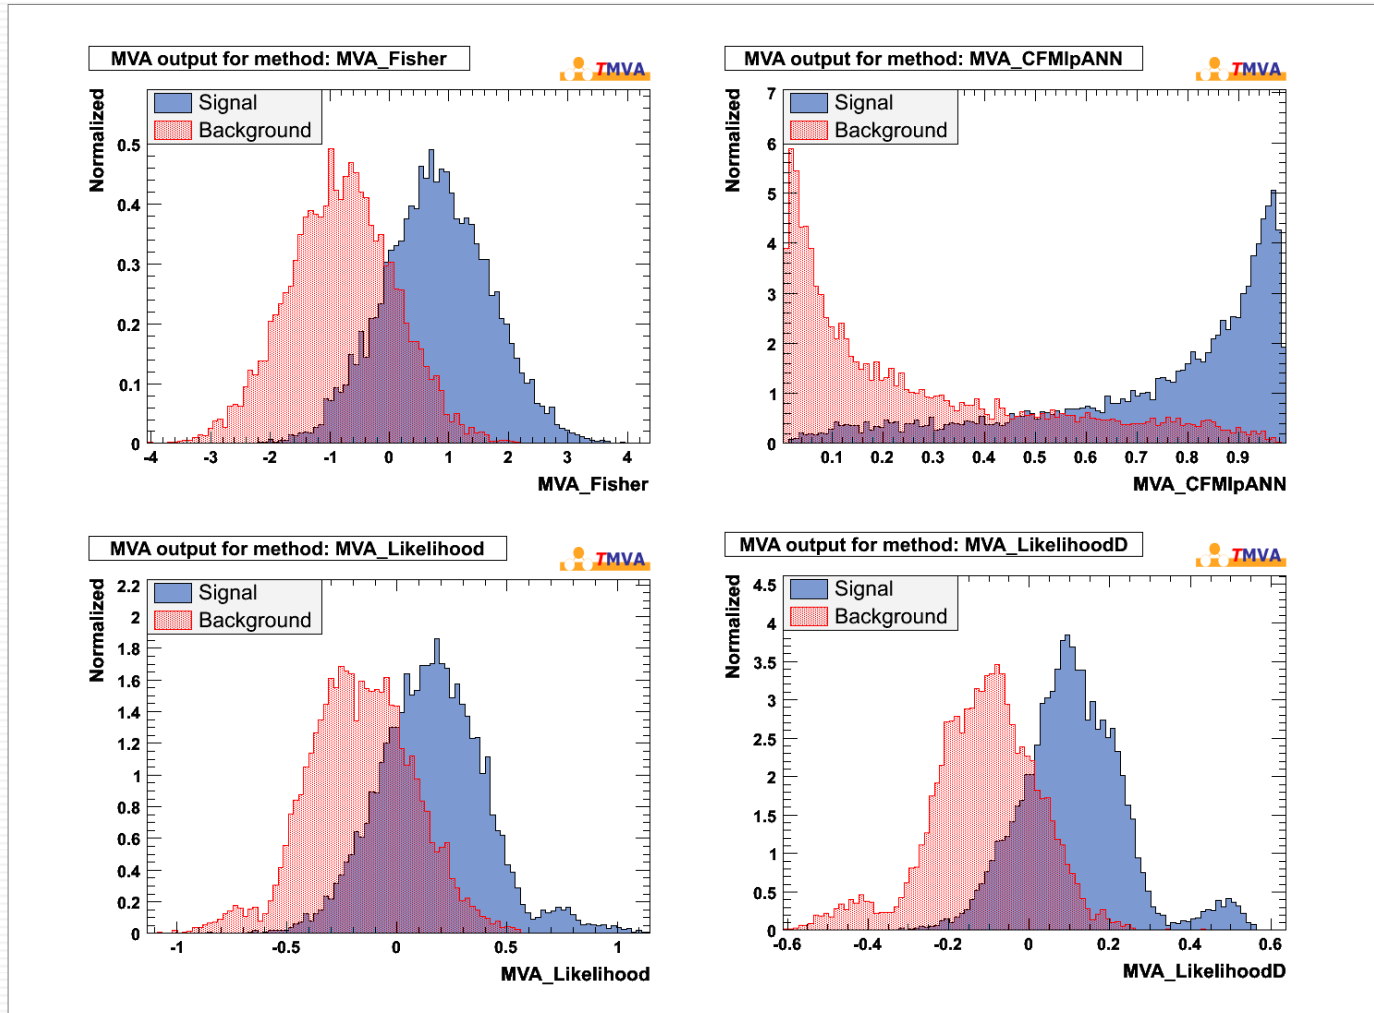 MVA output for method: MVA_Fisher
TMVA
Normalized
Signal
Background
0.5
0.4
0.3
0.2
0.1
0
-4 -3 -2 -1 0 1 2 3 4
MVA_Fisher
MVA output for method: MVA_CFMlpANN
TMVA
Normalized
Signal
Background
7
6
5
4
3
2
1
0
0.1 0.2 0.3 0.4 0.5 0.6 0.7 0.8 0.9
MVA_CFMlpANN
MVA output for method: MVA_Likelihood
TMVA
Normalized
Signal
Background
2.2
2
1.8
1.6
1.4
1.2
1
0.8
0.6
0.4
0.2
0
-1 -0.5 0 0.5 1
MVA_Likelihood
MVA output for method: MVA_LikelihoodD
TMVA
Normalized
Signal
Background
4.5
4
3.5
3
2.5
2
1.5
1
0.5
0
-0.6 -0.4 -0.2 0 0.2 0.4 0.6
MVA_LikelihoodD